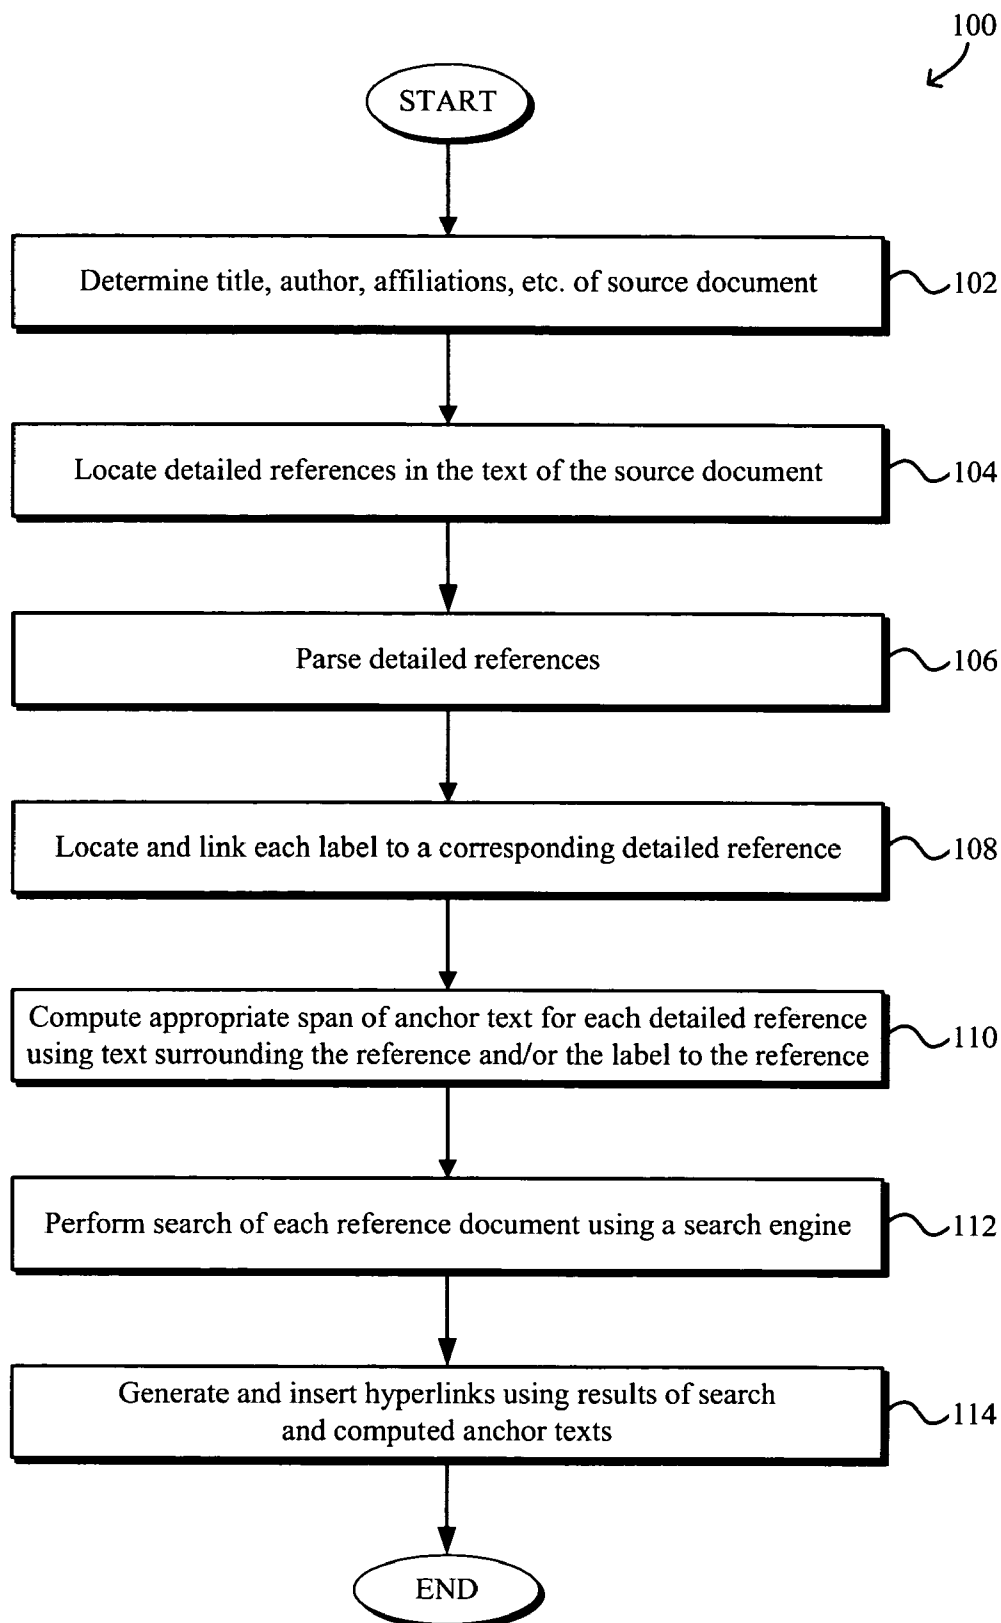 100
START
Determine title, author, affiliations, etc. of source document
102
Locate detailed references in the text of the source document
104
Parse detailed references
106
Locate and link each label to a corresponding detailed reference
108
Compute appropriate span of anchor text for each detailed reference
using text surrounding the reference and/or the label to the reference
110
Perform search of each reference document using a search engine
112
Generate and insert hyperlinks using results of search
and computed anchor texts
114
END